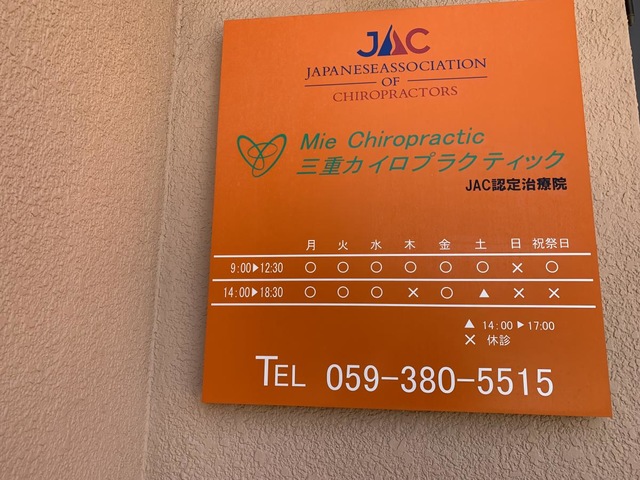 JAC
JAPANESEASSOCIATION
OF
CHIROPRACTORS
Mie Chiropractic
三重カイロプラクティック
JAC認定治療院
月 火 水 木 金 土 日 祝祭日
9:00▶12:30 ○ ○ ○ ○ ○ ○ × ○
14:00▶18:30 ○ ○ ○ × ○ ▲ × ×
▲ 14:00▶17:00
× 休診
TEL 059-380-5515